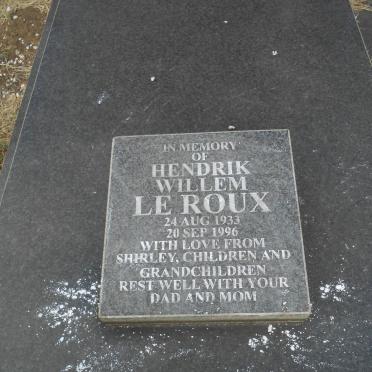 IN MEMORY
OF
HENDRIK
WILLEM
LE ROUX
24 AUG 1933
20 SEP 1996
WITH LOVE FROM
SHIRLEY, CHILDREN AND
GRANDCHILDREN
REST WELL WITH YOUR
DAD AND MOM